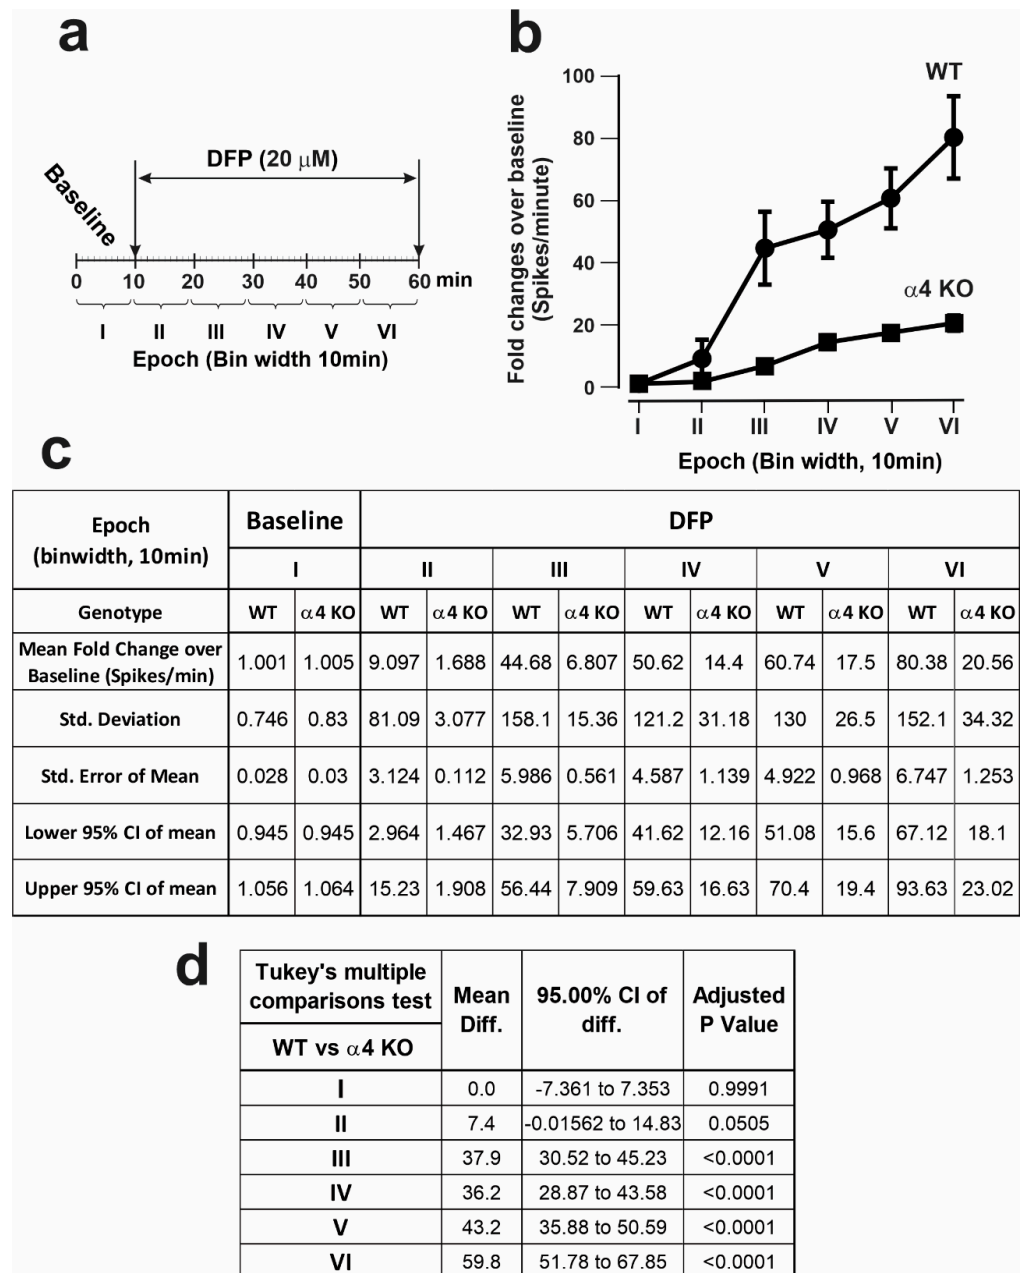 a
Baseline
DFP (20 μM)
0 10 20 30 40 50 60 min
I II III IV V VI
Epoch (Bin width 10min)
b
Fold changes over baseline
(Spikes/minute)
100
80
60
40
20
0
WT
α4 KO
I II III IV V VI
Epoch (Bin width, 10min)
c
Epoch
(binwidth, 10min)
Baseline DFP
I II III IV V VI
Genotype WT α4 KO WT α4 KO WT α4 KO WT α4 KO WT α4 KO WT α4 KO
Mean Fold Change over
Baseline (Spikes/min) 1.001 1.005 9.097 1.688 44.68 6.807 50.62 14.4 60.74 17.5 80.38 20.56
Std. Deviation 0.746 0.83 81.09 3.077 158.1 15.36 121.2 31.18 130 26.5 152.1 34.32
Std. Error of Mean 0.028 0.03 3.124 0.112 5.986 0.561 4.587 1.139 4.922 0.968 6.747 1.253
Lower 95% CI of mean 0.945 0.945 2.964 1.467 32.93 5.706 41.62 12.16 51.08 15.6 67.12 18.1
Upper 95% CI of mean 1.056 1.064 15.23 1.908 56.44 7.909 59.63 16.63 70.4 19.4 93.63 23.02
d
Tukey's multiple
comparisons test
WT vs α4 KO
Mean
Diff.
95.00% CI of
diff.
Adjusted
P Value
I 0.0 -7.361 to 7.353 0.9991
II 7.4 -0.01562 to 14.83 0.0505
III 37.9 30.52 to 45.23 <0.0001
IV 36.2 28.87 to 43.58 <0.0001
V 43.2 35.88 to 50.59 <0.0001
VI 59.8 51.78 to 67.85 <0.0001